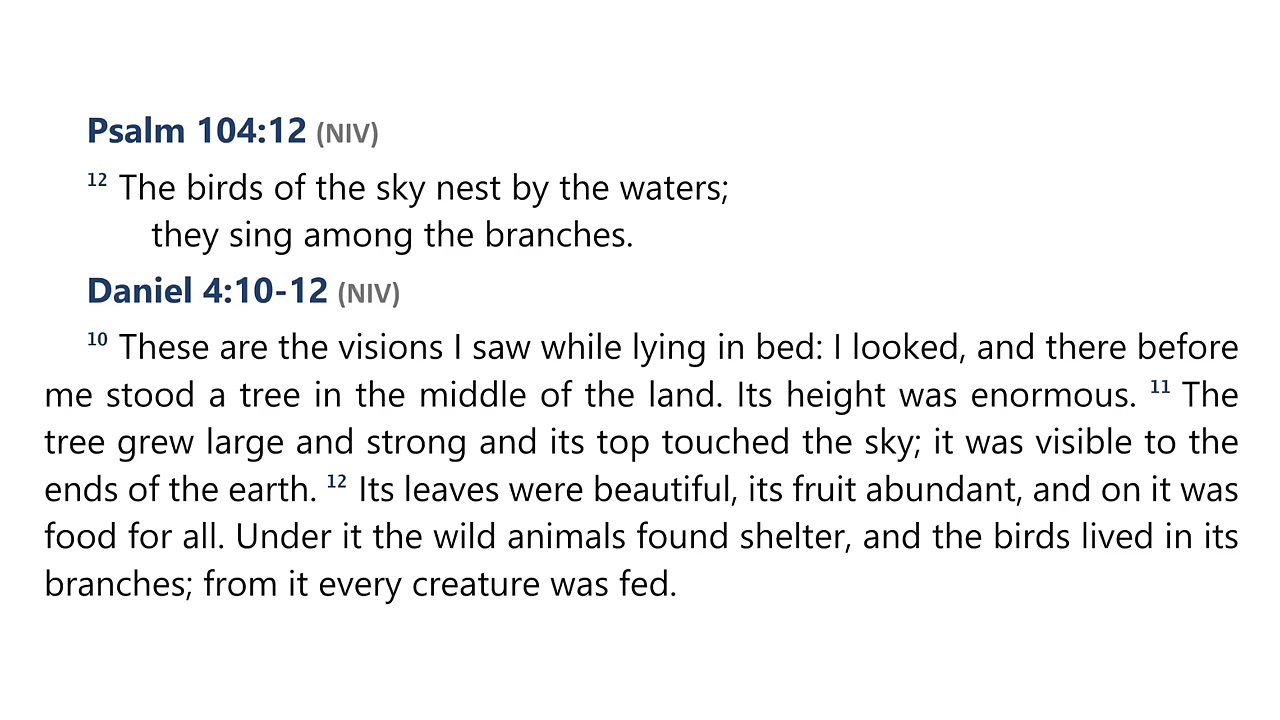 Psalm 104:12 (NIV)
12 The birds of the sky nest by the waters;
they sing among the branches.
Daniel 4:10-12 (NIV)
10 These are the visions I saw while lying in bed: I looked, and there before
me stood a tree in the middle of the land. Its height was enormous. 11 The
tree grew large and strong and its top touched the sky; it was visible to the
ends of the earth. 12 Its leaves were beautiful, its fruit abundant, and on it was
food for all. Under it the wild animals found shelter, and the birds lived in its
branches; from it every creature was fed.